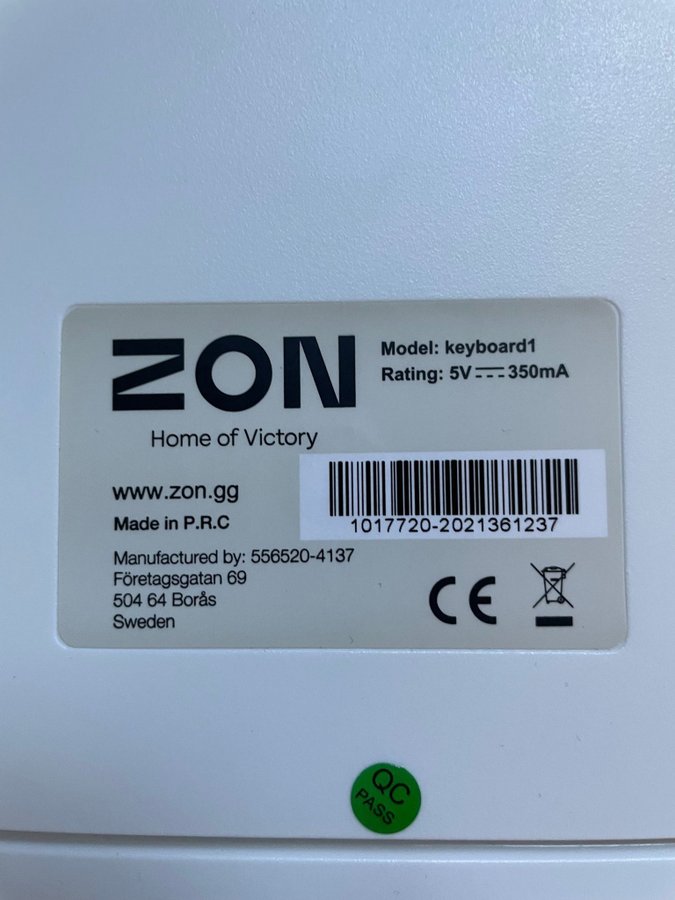 ZON
Home of Victory
Model: keyboard1
Rating: 5V ⎓ 350mA
www.zon.gg
Made in P.R.C
1017720-2021361237
Manufactured by: 556520-4137
Företagsgatan 69
504 64 Borås
Sweden
CE
QC
PASS